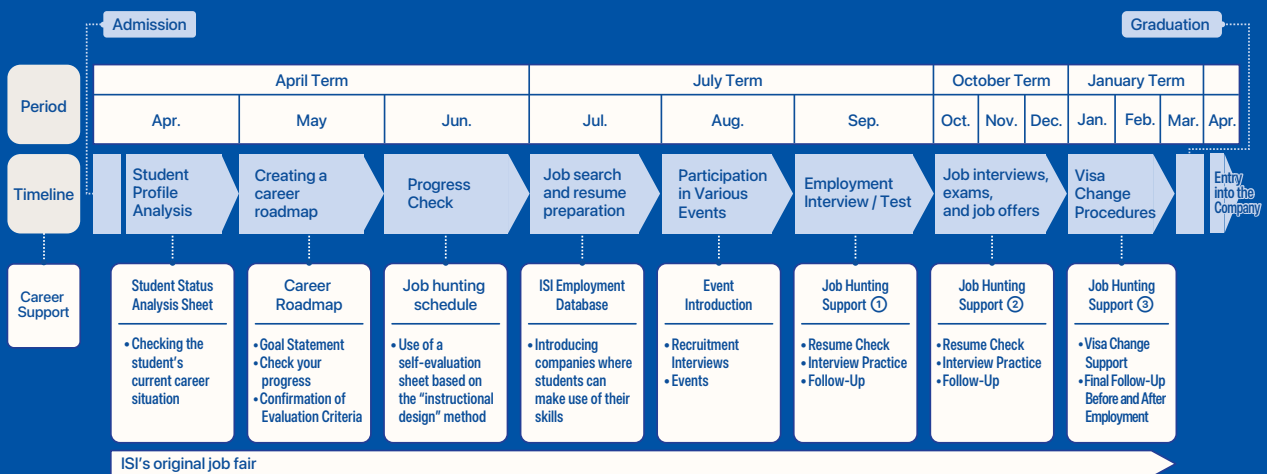 Admission
Graduation
Period
April Term
July Term
October Term
January Term
Apr.
May
Jun.
Jul.
Aug.
Sep.
Oct.
Nov.
Dec.
Jan.
Feb.
Mar.
Apr.
Timeline
Student
Profile
Analysis
Creating a
career
roadmap
Progress
Check
Job search
and resume
preparation
Participation
in Various
Events
Employment
Interview / Test
Job interviews,
exams,
and job offers
Visa
Change
Procedures
Entry
into the
Company
Career
Support
Student Status
Analysis Sheet
• Checking the
student's
current career
situation
Career
Roadmap
• Goal Statement
• Check your
progress
• Confirmation of
Evaluation Criteria
Job hunting
schedule
• Use of a
self-evaluation
sheet based on
the "instructional
design" method
ISI Employment
Database
• Introducing
companies where
students can
make use of their
skills
Event
Introduction
• Recruitment
Interviews
• Events
Job Hunting
Support ①
• Resume Check
• Interview Practice
• Follow-Up
Job Hunting
Support ②
• Resume Check
• Interview Practice
• Follow-Up
Job Hunting
Support ③
• Visa Change
Support
• Final Follow-Up
Before and After
Employment
ISI's original job fair